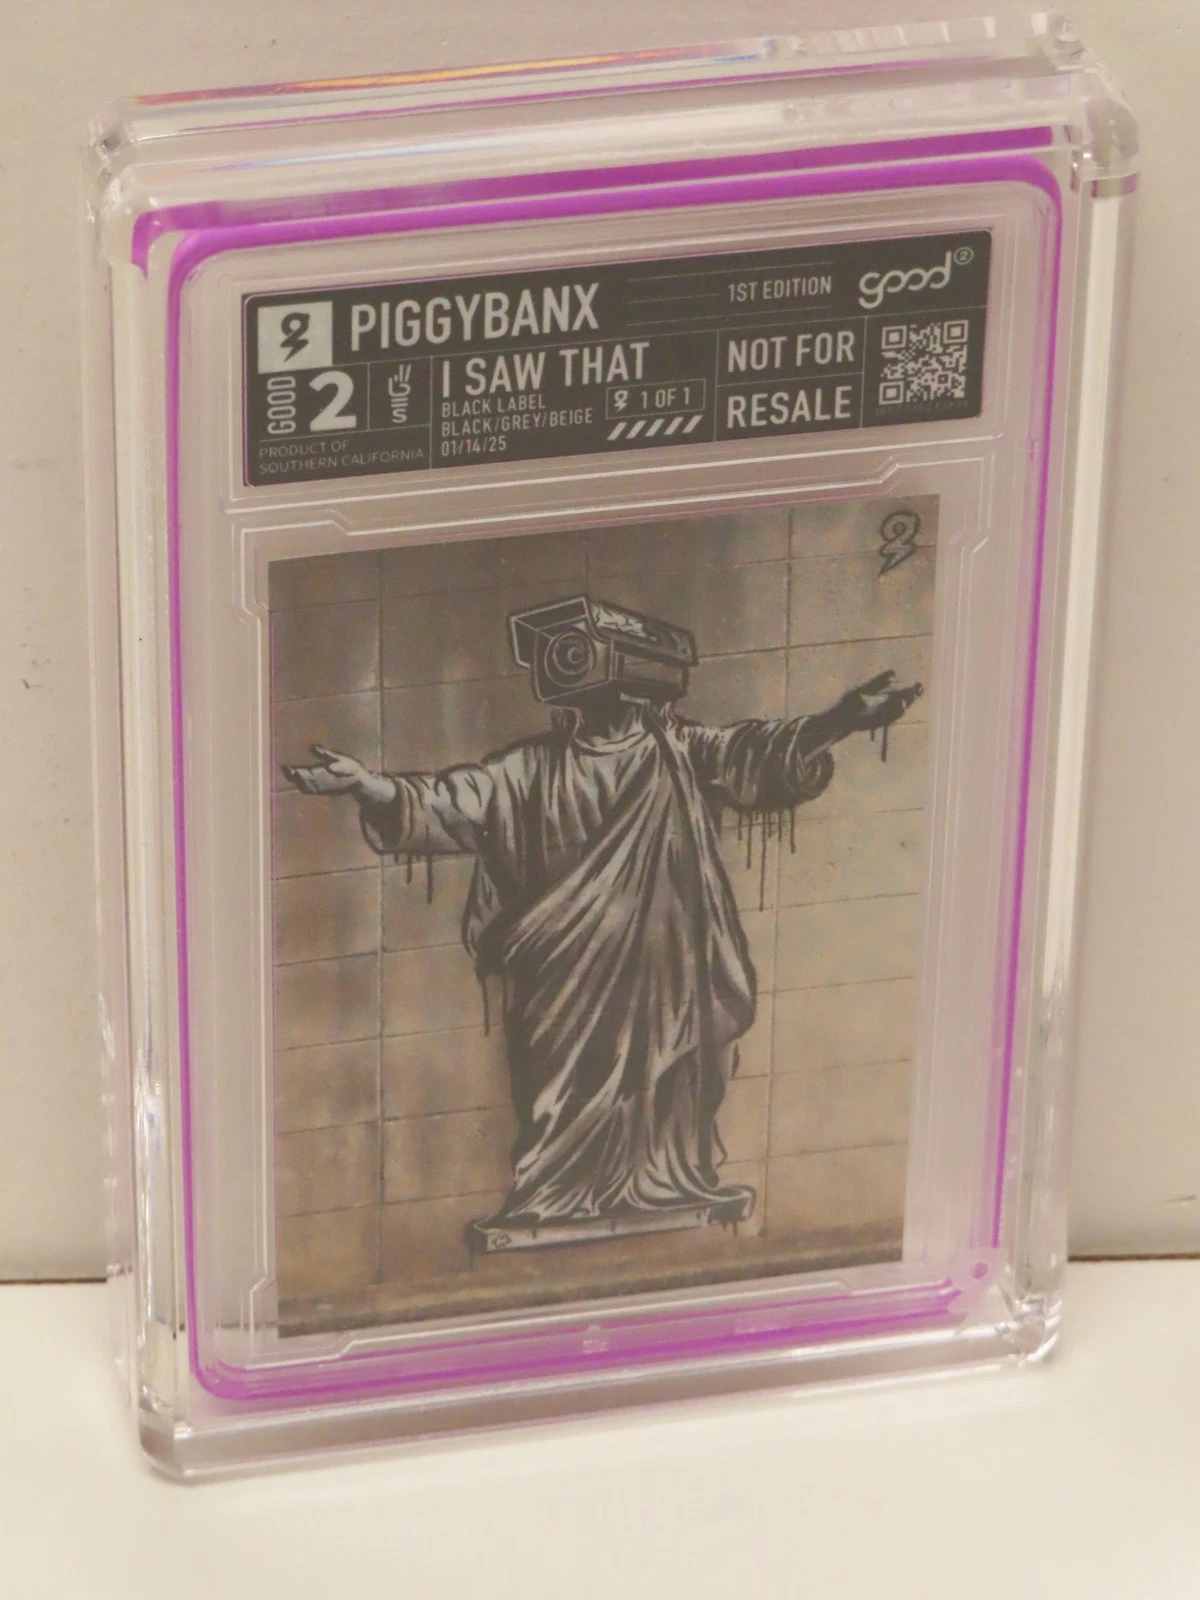 PIGGYBANX
1ST EDITION
good②
GOOD
2
I SAW THAT
BLACK LABEL
BLACK/GREY/BEIGE
01/14/25
1 OF 1
NOT FOR
RESALE
PRODUCT OF
SOUTHERN CALIFORNIA